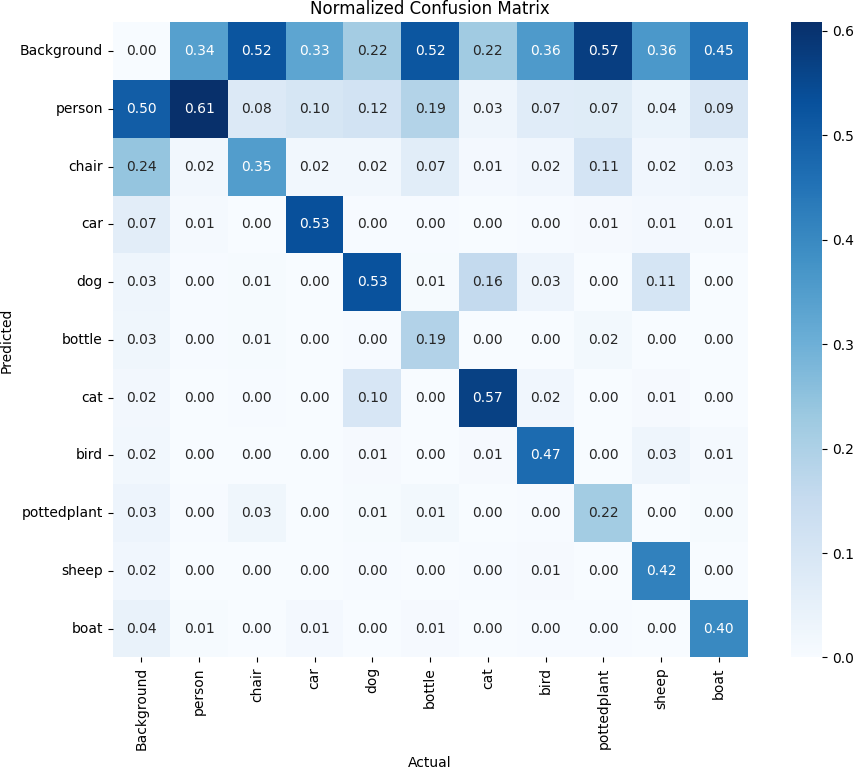 Normalized Confusion Matrix
Background 0.00 0.34 0.52 0.33 0.22 0.52 0.22 0.36 0.57 0.36 0.45
person 0.50 0.61 0.08 0.10 0.12 0.19 0.03 0.07 0.07 0.04 0.09
chair 0.24 0.02 0.35 0.02 0.02 0.07 0.01 0.02 0.11 0.02 0.03
car 0.07 0.01 0.00 0.53 0.00 0.00 0.00 0.00 0.01 0.01 0.01
dog 0.03 0.00 0.01 0.00 0.53 0.01 0.16 0.03 0.00 0.11 0.00
bottle 0.03 0.00 0.01 0.00 0.00 0.19 0.00 0.00 0.02 0.00 0.00
cat 0.02 0.00 0.00 0.00 0.10 0.00 0.57 0.02 0.00 0.01 0.00
bird 0.02 0.00 0.00 0.00 0.01 0.00 0.01 0.47 0.00 0.03 0.01
pottedplant 0.03 0.00 0.03 0.00 0.01 0.01 0.00 0.00 0.22 0.00 0.00
sheep 0.02 0.00 0.00 0.00 0.00 0.00 0.00 0.01 0.00 0.42 0.00
boat 0.04 0.01 0.00 0.01 0.00 0.01 0.00 0.00 0.00 0.00 0.40
Background person chair car dog bottle cat bird pottedplant sheep boat
Actual
Predicted
0.6
0.5
0.4
0.3
0.2
0.1
0.0